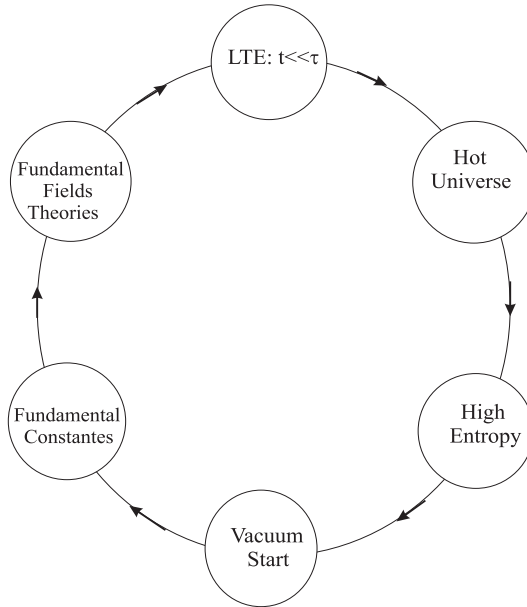 LTE: t<<τ
Hot
Universe
High
Entropy
Vacuum
Start
Fundamental
Constantes
Fundamental
Fields
Theories